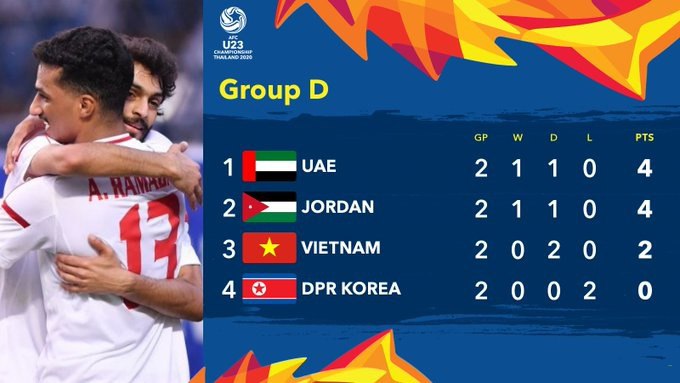 AFC
U23
CHAMPIONSHIP
THAILAND 2020
Group D
GP W D L PTS
1 UAE 2 1 1 0 4
2 JORDAN 2 1 1 0 4
3 VIETNAM 2 0 2 0 2
4 DPR KOREA 2 0 0 2 0
13